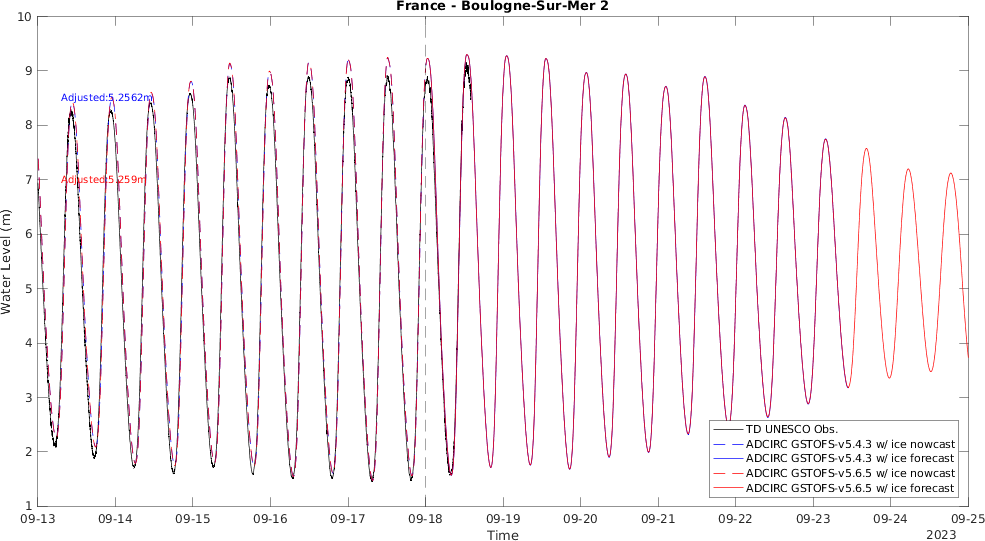 France - Boulogne-Sur-Mer 2
10
9
8
7
6
5
4
3
2
1
Water Level (m)
Adjusted:5.2562m
Adjusted:5.259m
TD UNESCO Obs.
ADCIRC GSTOFS-v5.4.3 w/ ice nowcast
ADCIRC GSTOFS-v5.4.3 w/ ice forecast
ADCIRC GSTOFS-v5.6.5 w/ ice nowcast
ADCIRC GSTOFS-v5.6.5 w/ ice forecast
09-13 09-14 09-15 09-16 09-17 09-18 09-19 09-20 09-21 09-22 09-23 09-24 09-25
Time
2023